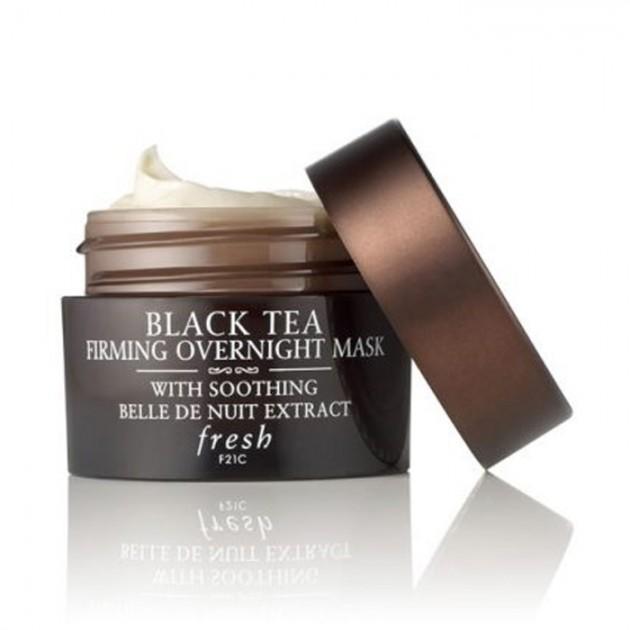 BLACK TEA
FIRMING OVERNIGHT MASK
WITH SOOTHING
BELLE DE NUIT EXTRACT
fresh
F21C